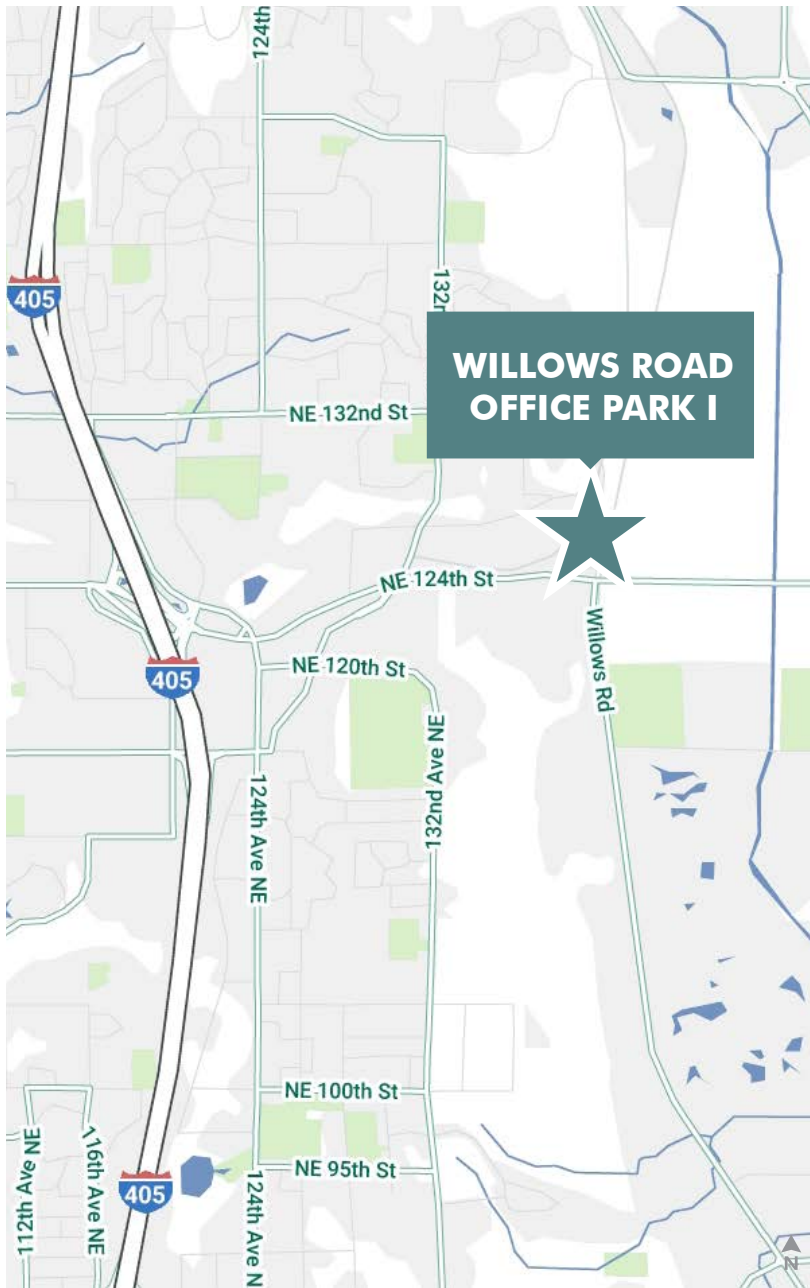 124th
405
132n
WILLOWS ROAD
OFFICE PARK I
NE 132nd St
NE 124th St
Willows Rd
NE 120th St
405
132nd Ave NE
124th Ave NE
NE 100th St
NE 95th St
112th Ave NE
116th Ave NE
405
124th Ave N
N